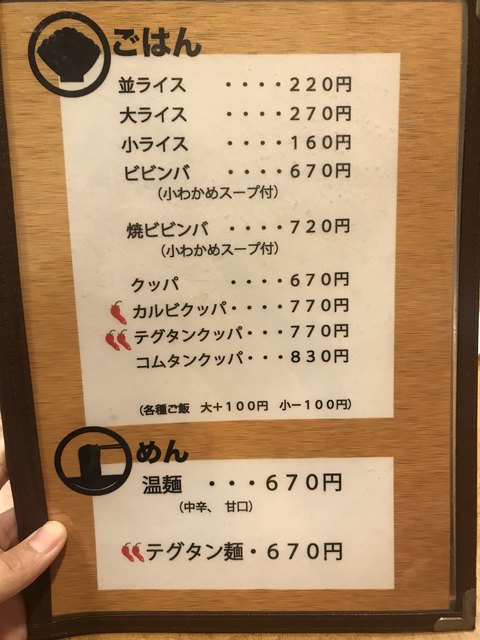 ごはん
並ライス ・・・・220円
大ライス ・・・・270円
小ライス ・・・・160円
ビビンバ ・・・・670円
（小わかめスープ付）
焼ビビンバ ・・・・720円
（小わかめスープ付）
クッパ ・・・・670円
カルビクッパ・・・・770円
テグタンクッパ・・・・770円
コムタンクッパ・・・830円
（各種ご飯 大＋100円 小－100円）
めん
温麺 ・・・670円
（中辛、甘口）
テグタン麺・670円